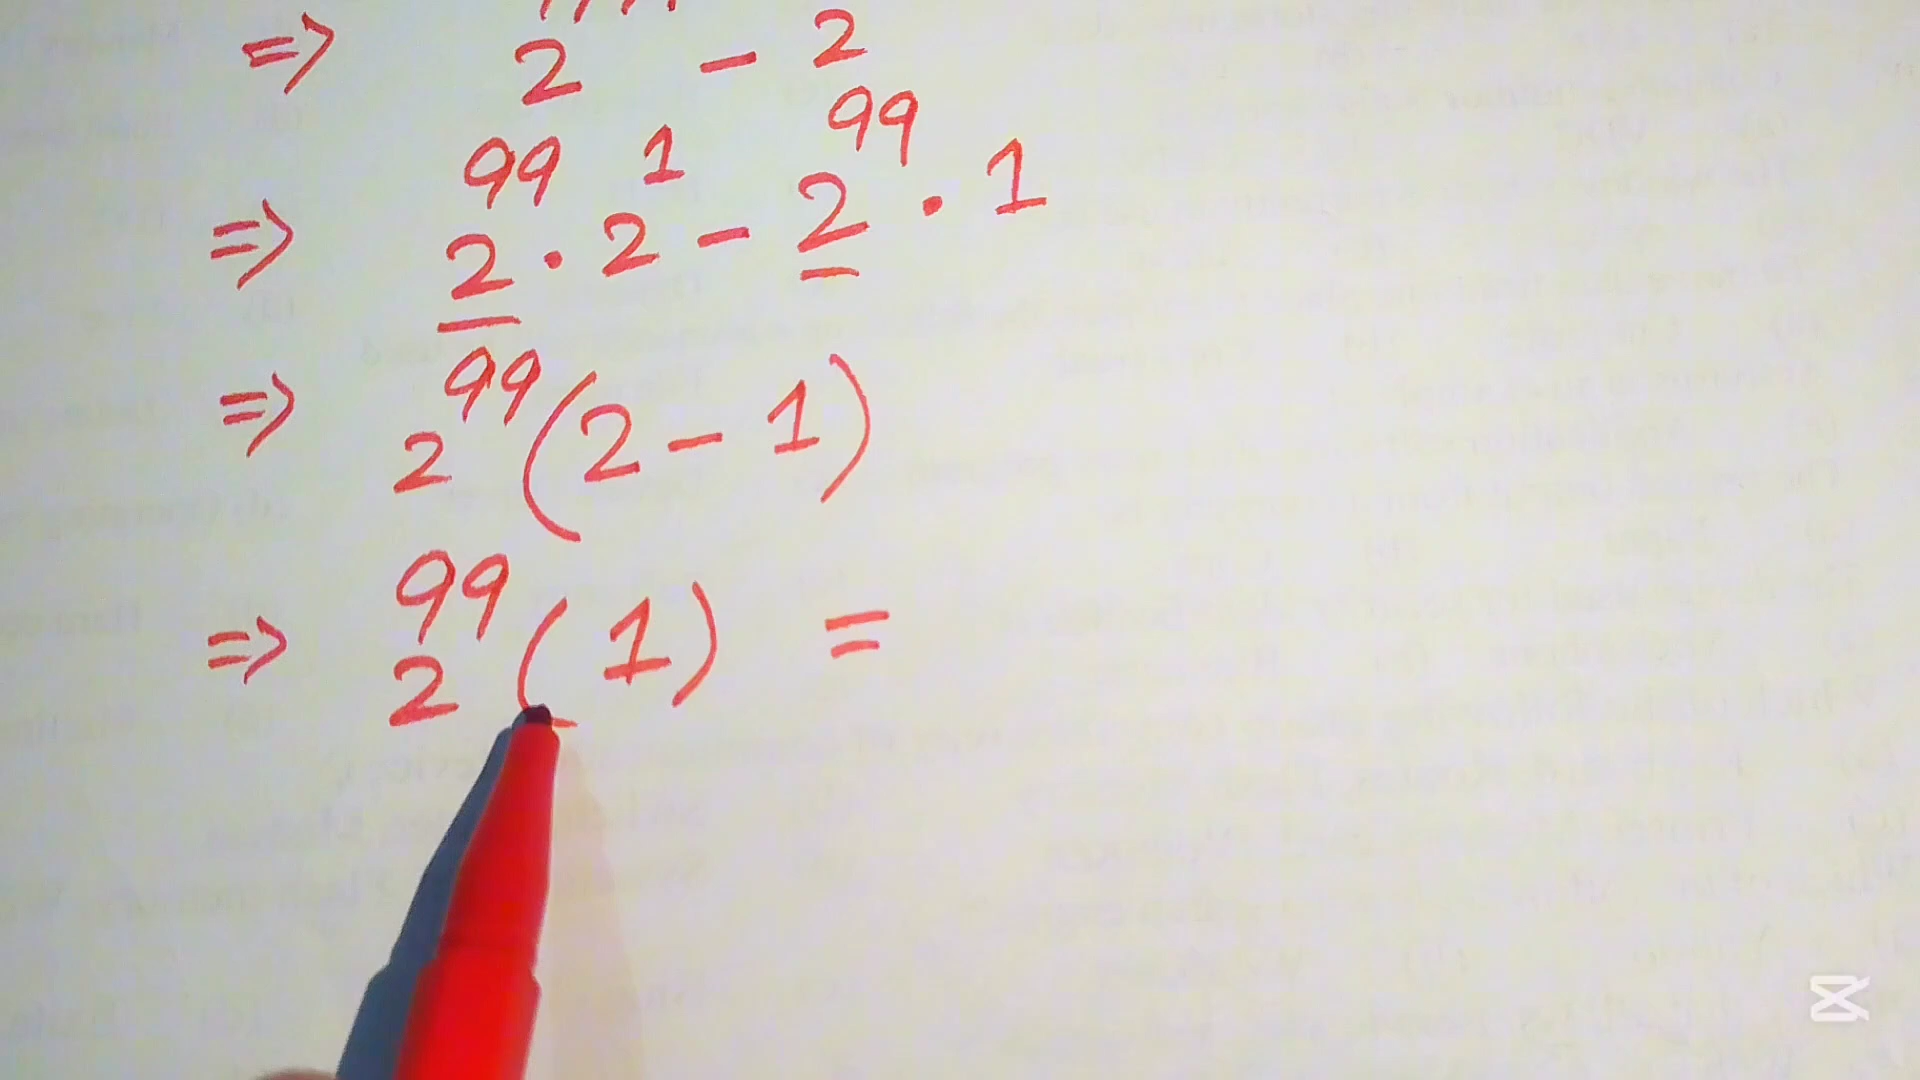 => 2 - 2
=> 2^99 · 2^1 - 2^99 · 1
=> 2^99 (2 - 1)
=> 2^99 (1) =